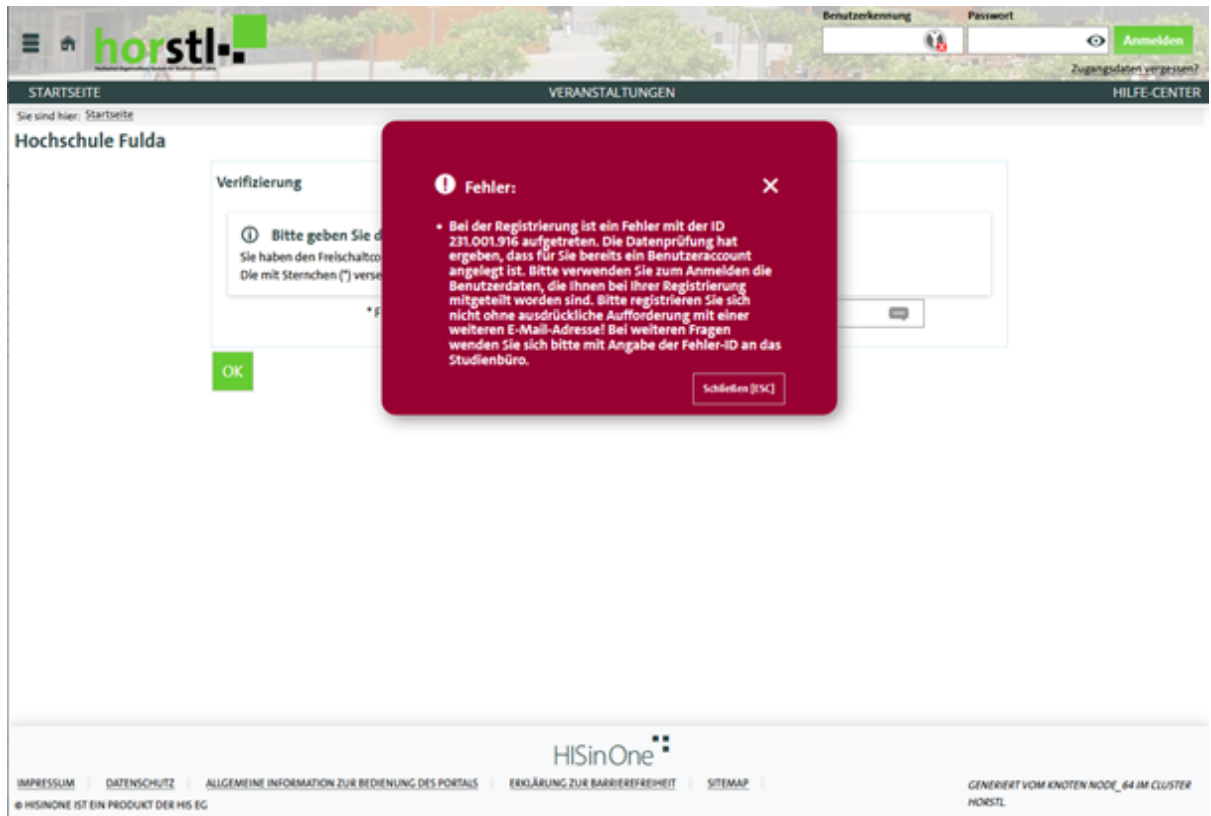 Benutzerkennung
Passwort
horstl
Anmelden
Zugangsdaten vergessen?
STARTSEITE
VERANSTALTUNGEN
HILFE-CENTER
Sie sind hier: Startseite
Hochschule Fulda
Verifizierung
Bitte geben Sie d
Sie haben den Freischaltco
Die mit Sternchen (*) verse
* F
OK
Fehler:
• Bei der Registrierung ist ein Fehler mit der ID
231.001.916 aufgetreten. Die Datenprüfung hat
ergeben, dass für Sie bereits ein Benutzeraccount
angelegt ist. Bitte verwenden Sie zum Anmelden die
Benutzerdaten, die Ihnen bei Ihrer Registrierung
mitgeteilt worden sind. Bitte registrieren Sie sich
nicht ohne ausdrückliche Aufforderung mit einer
weiteren E-Mail-Adresse! Bei weiteren Fragen
wenden Sie sich bitte mit Angabe der Fehler-ID an das
Studienbüro.
Schließen [ESC]
HISinOne
IMPRESSUM
DATENSCHUTZ
ALLGEMEINE INFORMATION ZUR BEDIENUNG DES PORTALS
ERKLÄRUNG ZUR BARRIEREFREIHEIT
SITEMAP
© HISINONE IST EIN PRODUKT DER HIS EG
GENERIERT VOM KNOTEN NODE_64 IM CLUSTER
HORSTL.